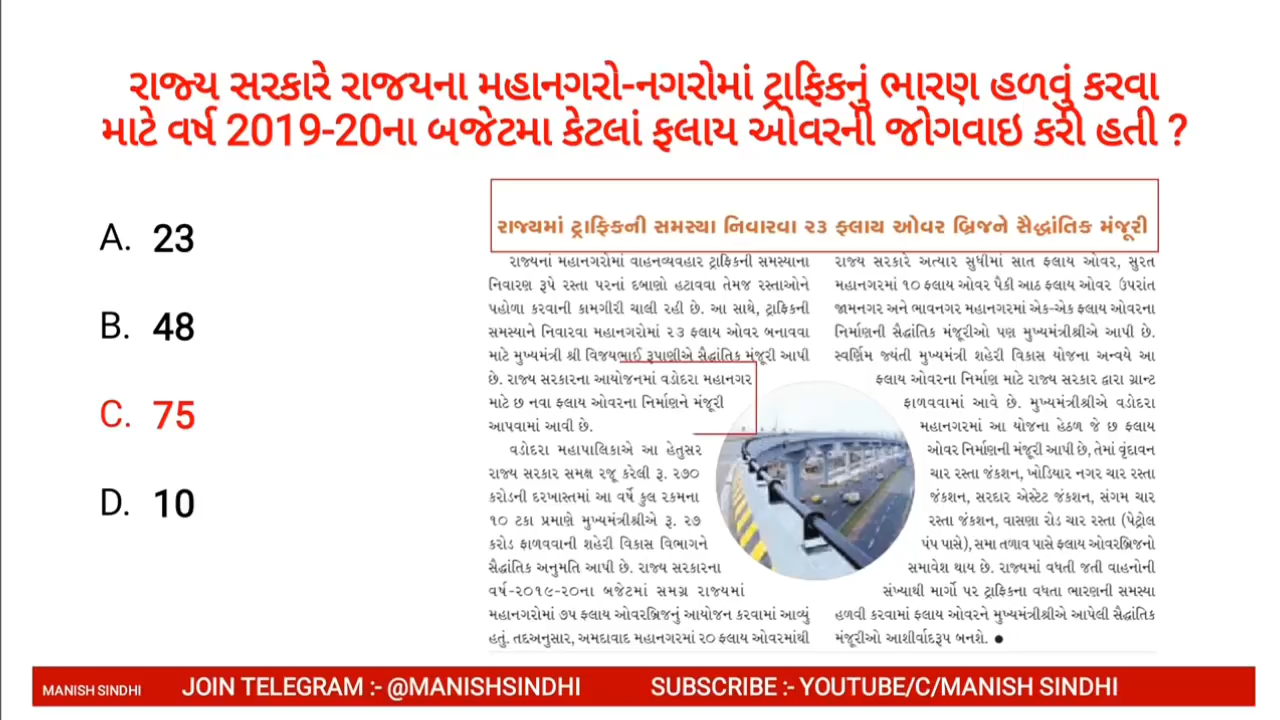 રાજ્ય સરકારે રાજયના મહાનગરો-નગરોમાં ટ્રાફિકનું ભારણ હળવું કરવા
માટે વર્ષ 2019-20ના બજેટમા કેટલાં ફલાય ઓવરની જોગવાઇ કરી હતી ?
A. 23
B. 48
C. 75
D. 10
રાજ્યમાં ટ્રાફિકની સમસ્યા નિવારવા ૨૩ ફ્લાય ઓવર બ્રિજને સૈદ્ધાંતિક મંજૂરી
રાજ્યનાં મહાનગરોમાં વાહનવ્યવહાર ટ્રાફિકની સમસ્યાના
નિવારણ રૂપે રસ્તા પરનાં દબાણો હટાવવા તેમજ રસ્તાઓને
પહોળા કરવાની કામગીરી ચાલી રહી છે. આ સાથે, ટ્રાફિકની
સમસ્યાને નિવારવા મહાનગરોમાં ૨૩ ફ્લાય ઓવર બનાવવા
માટે મુખ્યમંત્રી શ્રી વિજયભાઈ રૂપાણીએ સૈદ્ધાંતિક મંજૂરી આપી
છે. રાજ્ય સરકારના આયોજનમાં વડોદરા મહાનગર
માટે છ નવા ફ્લાય ઓવરના નિર્માણને મંજૂરી
આપવામાં આવી છે.
વડોદરા મહાપાલિકાએ આ હેતુસર
રાજ્ય સરકાર સમક્ષ રજૂ કરેલી રૂ. ૨૭૦
કરોડની દરખાસ્તમાં આ વર્ષે કુલ રકમના
૧૦ ટકા પ્રમાણે મુખ્યમંત્રીશ્રીએ રૂ. ૨૭
કરોડ ફાળવવાની શહેરી વિકાસ વિભાગને
સૈદ્ધાંતિક અનુમતિ આપી છે. રાજ્ય સરકારના
વર્ષ-૨૦૧૯-૨૦ના બજેટમાં સમગ્ર રાજ્યમાં
મહાનગરોમાં ૭૫ ફ્લાય ઓવરબ્રિજનું આયોજન કરવામાં આવ્યું
હતું. તદઅનુસાર, અમદાવાદ મહાનગરમાં ૨૦ ફ્લાય ઓવરમાંથી
રાજ્ય સરકારે અત્યાર સુધીમાં સાત ફ્લાય ઓવર, સુરત
મહાનગરમાં ૧૦ ફ્લાય ઓવર પૈકી આઠ ફ્લાય ઓવર ઉપરાંત
જામનગર અને ભાવનગર મહાનગરમાં એક-એક ફ્લાય ઓવરના
નિર્માણની સૈદ્ધાંતિક મંજૂરીઓ પણ મુખ્યમંત્રીશ્રીએ આપી છે.
સ્વર્ણિમ જયંતી મુખ્યમંત્રી શહેરી વિકાસ યોજના અન્વયે આ
ફ્લાય ઓવરના નિર્માણ માટે રાજ્ય સરકાર દ્વારા ગ્રાન્ટ
ફાળવવામાં આવે છે. મુખ્યમંત્રીશ્રીએ વડોદરા
મહાનગરમાં આ યોજના હેઠળ જે છ ફ્લાય
ઓવર નિર્માણની મંજૂરી આપી છે, તેમાં વૃંદાવન
ચાર રસ્તા જંકશન, ખોડિયાર નગર ચાર રસ્તા
જંકશન, સરદાર એસ્ટેટ જંકશન, સંગમ ચાર
રસ્તા જંકશન, વાસણા રોડ ચાર રસ્તા (પેટ્રોલ
પંપ પાસે), સમા તળાવ પાસે ફ્લાય ઓવરબ્રિજનો
સમાવેશ થાય છે. રાજ્યમાં વધતી જતી વાહનોની
સંખ્યાથી માર્ગો પર ટ્રાફિકના વધતા ભારણની સમસ્યા
હળવી કરવામાં ફ્લાય ઓવરને મુખ્યમંત્રીશ્રીએ આપેલી સૈદ્ધાંતિક
મંજૂરીઓ આશીર્વાદરૂપ બનશે. ●
MANISH SINDHI JOIN TELEGRAM :- @MANISHSINDHI SUBSCRIBE :- YOUTUBE/C/MANISH SINDHI